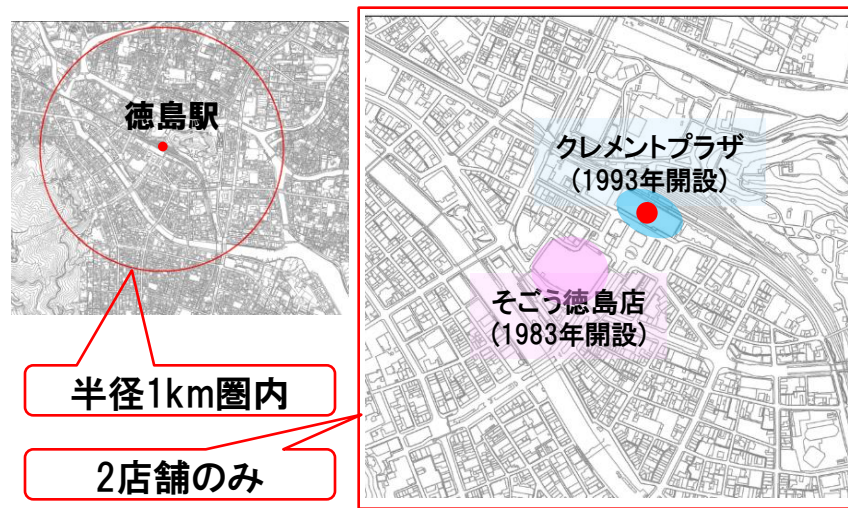 徳島駅
半径1km圏内
2店舗のみ
クレメントプラザ
(1993年開設)
そごう徳島店
(1983年開設)